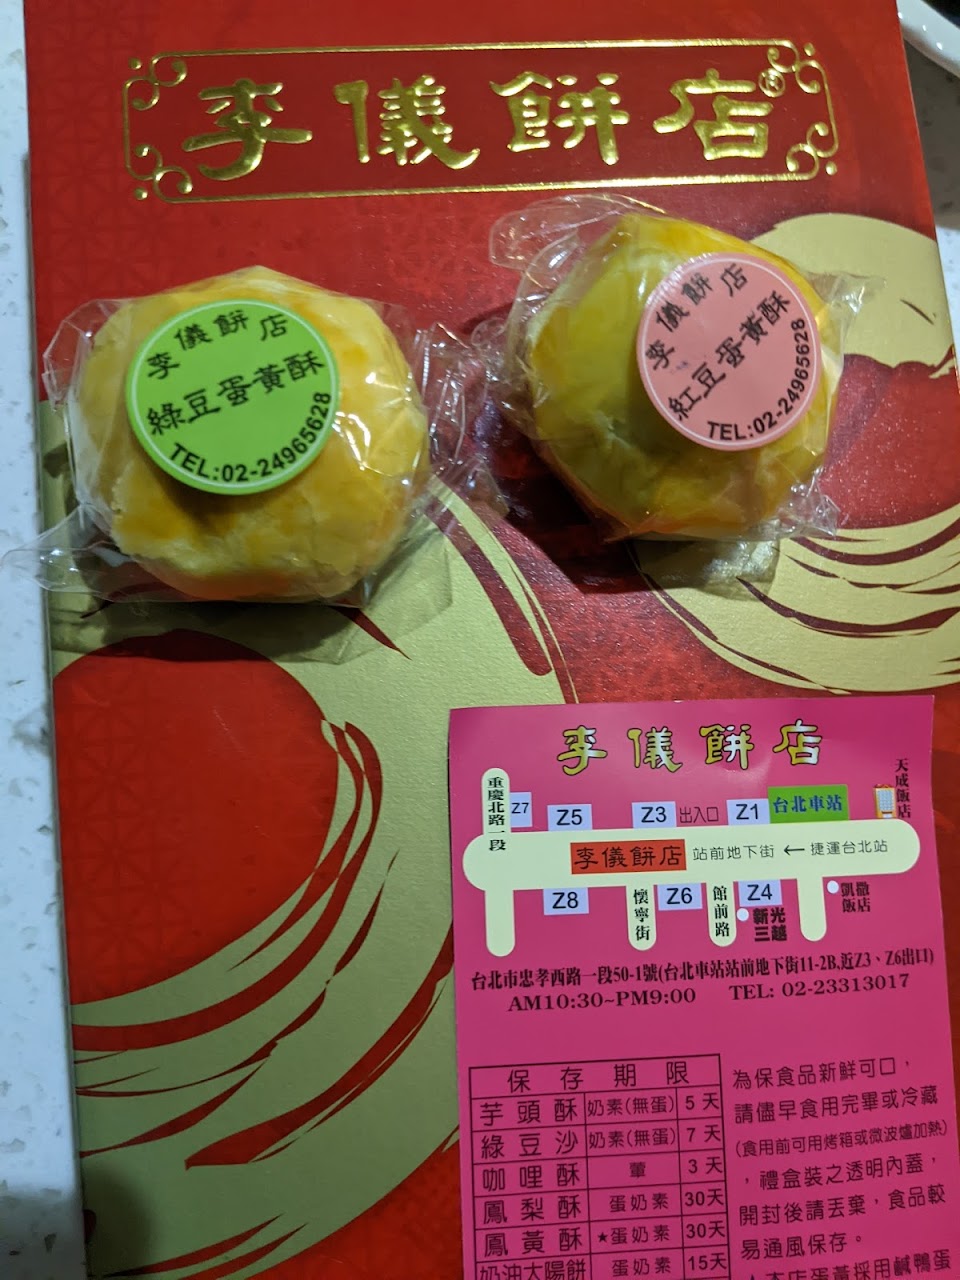 李儀餅店®
李儀餅店
綠豆蛋黃酥
TEL:02-24965628
李儀餅店
紅豆蛋黃酥
TEL:02-24965628
李儀餅店
天成飯店
重慶北路一段
Z7
Z5
Z3
出入口
Z1
台北車站
李儀餅店
站前地下街 ← 捷運台北站
Z8
懷寧街
Z6
館前路
Z4
新光
三越
凱撒
飯店
台北市忠孝西路一段50-1號(台北車站站前地下街11-2B,近Z3、Z6出口)
AM10:30~PM9:00 TEL: 02-23313017
保存期限
芋頭酥 奶素(無蛋) 5天
綠豆沙 奶素(無蛋) 7天
咖哩酥 葷 3天
鳳梨酥 蛋奶素 30天
鳳黃酥 ★蛋奶素 30天
奶油太陽餅 蛋奶素 15天
為保食品新鮮可口，
請儘早食用完畢或冷藏
(食用前可用烤箱或微波爐加熱)
，禮盒裝之透明內蓋，
開封後請丟棄，食品較
易通風保存。
本店蛋黃採用鹹鴨蛋